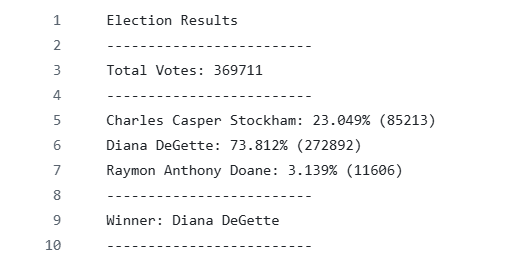 1 Election Results
2 -------------------------
3 Total Votes: 369711
4 -------------------------
5 Charles Casper Stockham: 23.049% (85213)
6 Diana DeGette: 73.812% (272892)
7 Raymon Anthony Doane: 3.139% (11606)
8 -------------------------
9 Winner: Diana DeGette
10 -------------------------